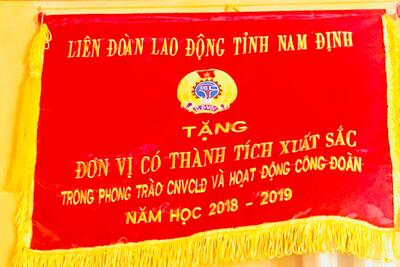 LIÊN ĐOÀN LAO ĐỘNG TỈNH NAM ĐỊNH
TẶNG
ĐƠN VỊ CÓ THÀNH TÍCH XUẤT SẮC
TRONG PHONG TRÀO CNVCLĐ VÀ HOẠT ĐỘNG CÔNG ĐOÀN
NĂM HỌC 2018 - 2019